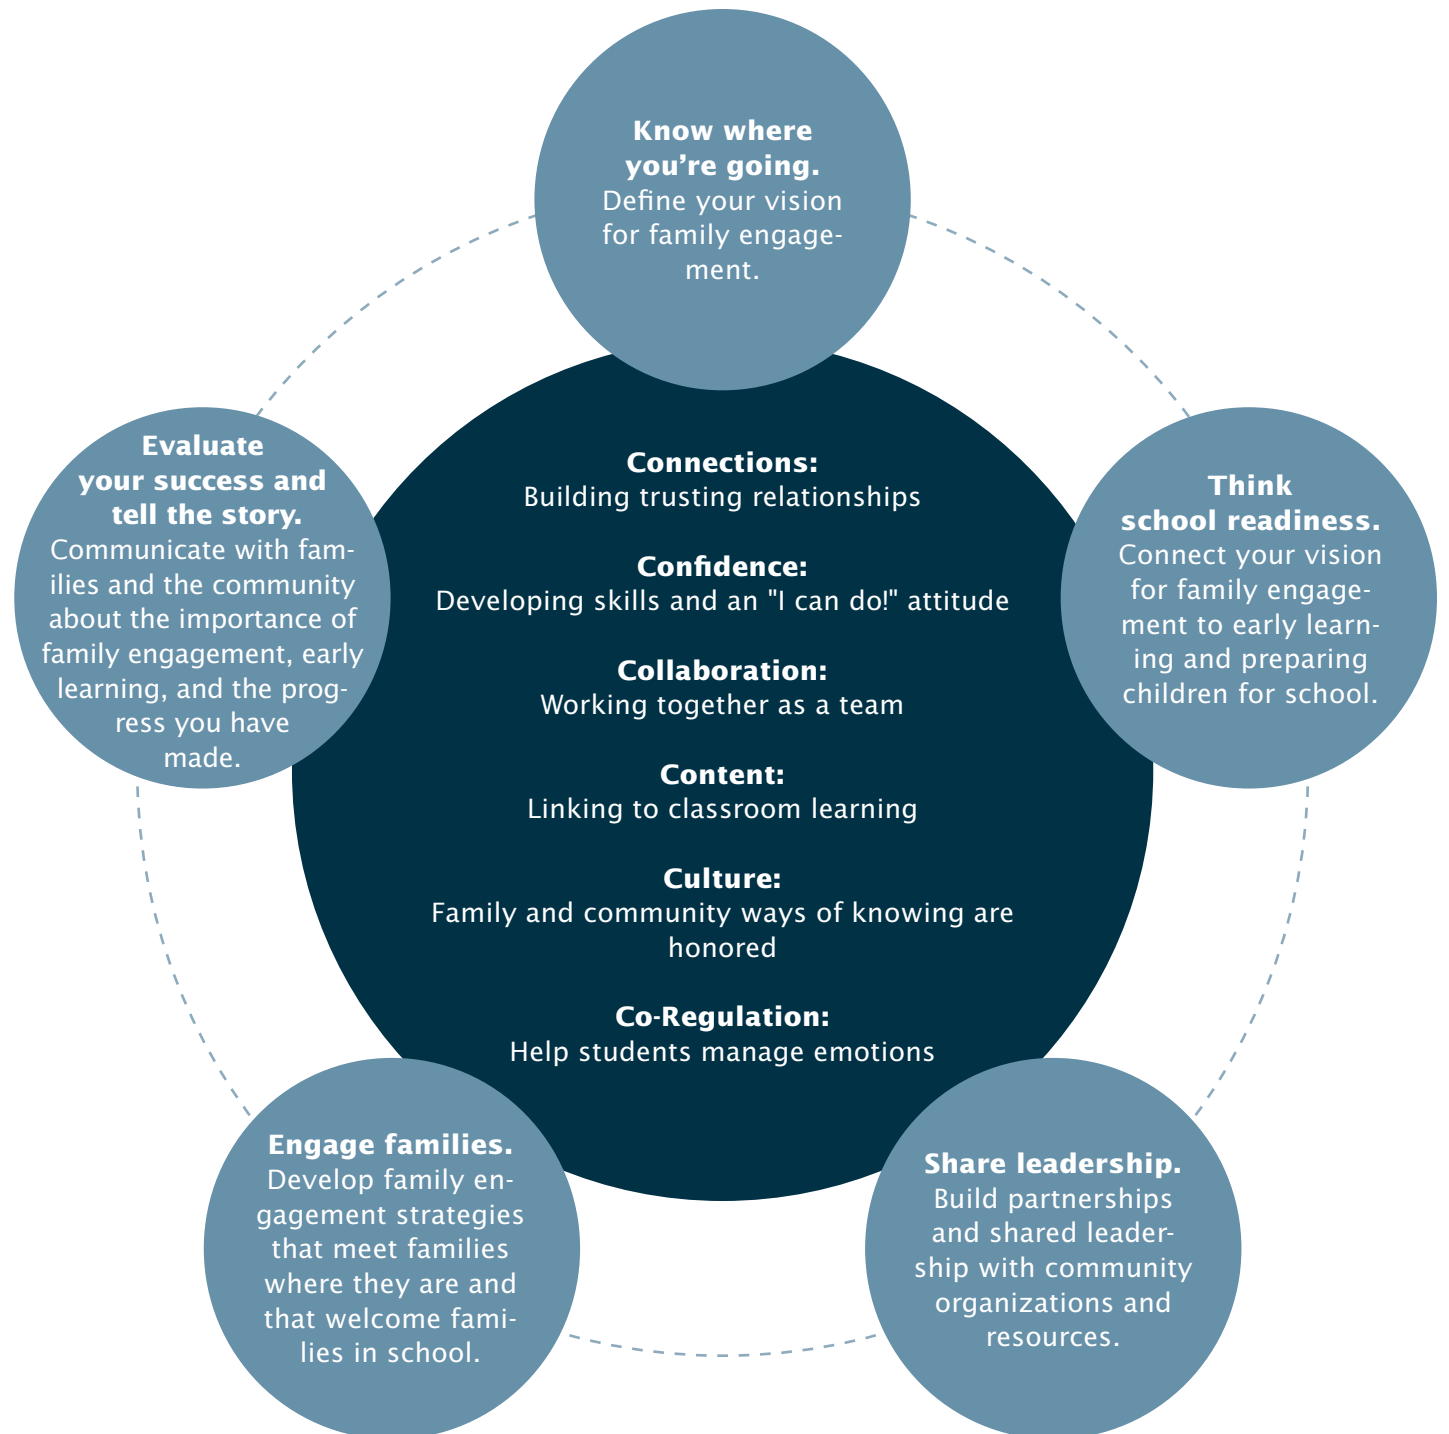 Know where
you're going.
Define your vision
for family engage-
ment.
Think
school readiness.
Connect your vision
for family engage-
ment to early learn-
ing and preparing
children for school.
Share leadership.
Build partnerships
and shared leader-
ship with community
organizations and
resources.
Engage families.
Develop family en-
gagement strategies
that meet families
where they are and
that welcome fami-
lies in school.
Evaluate
your success and
tell the story.
Communicate with fam-
ilies and the community
about the importance of
family engagement, early
learning, and the prog-
ress you have
made.
Connections:
Building trusting relationships
Confidence:
Developing skills and an "I can do!" attitude
Collaboration:
Working together as a team
Content:
Linking to classroom learning
Culture:
Family and community ways of knowing are
honored
Co-Regulation:
Help students manage emotions